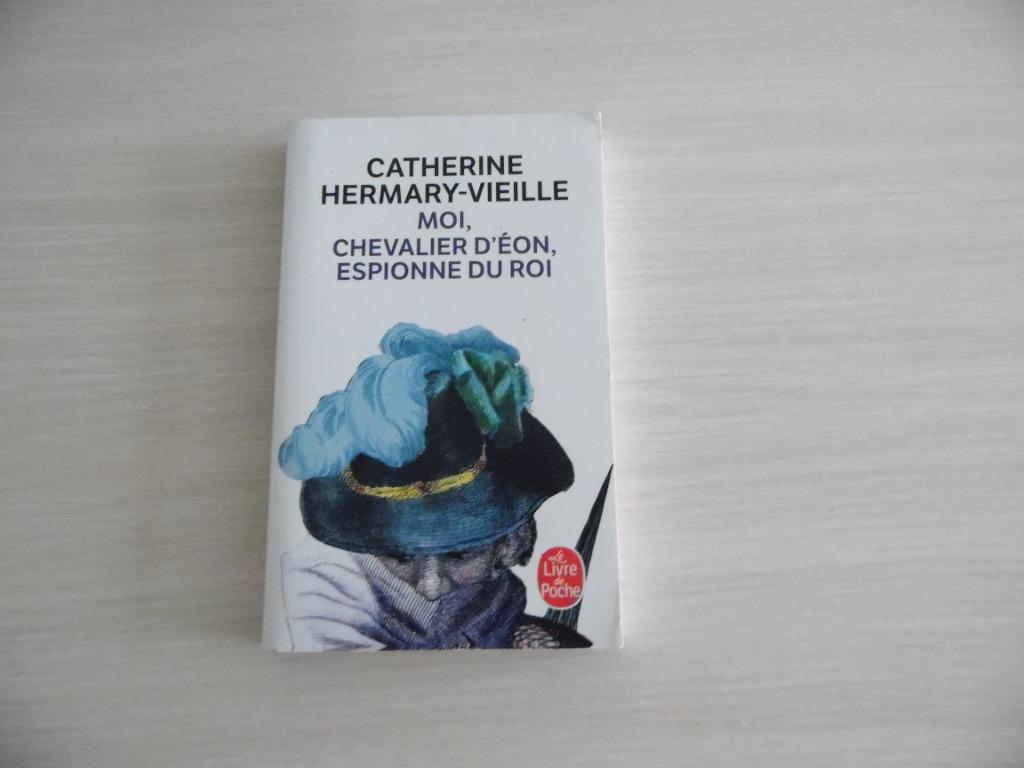 CATHERINE
HERMARY-VIEILLE
MOI,
CHEVALIER D'ÉON,
ESPIONNE DU ROI
Le
Livre
de
Poche